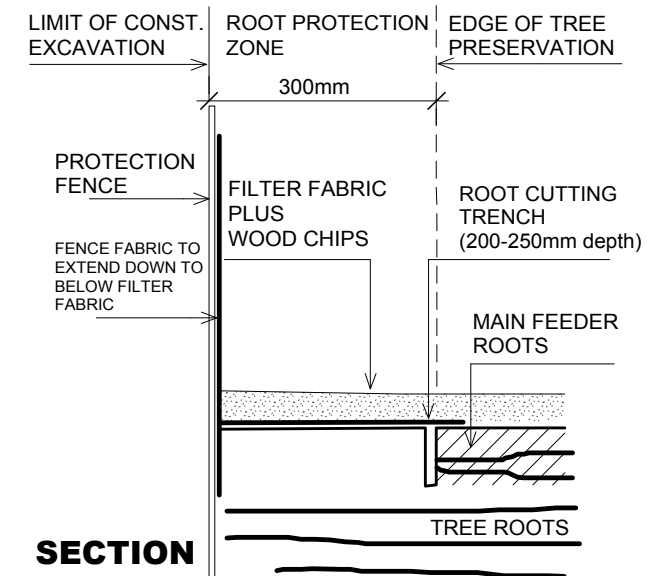 LIMIT OF CONST.
EXCAVATION
ROOT PROTECTION
ZONE
EDGE OF TREE
PRESERVATION
300mm
PROTECTION
FENCE
FILTER FABRIC
PLUS
WOOD CHIPS
ROOT CUTTING
TRENCH
(200-250mm depth)
FENCE FABRIC TO
EXTEND DOWN TO
BELOW FILTER
FABRIC
MAIN FEEDER
ROOTS
TREE ROOTS
SECTION